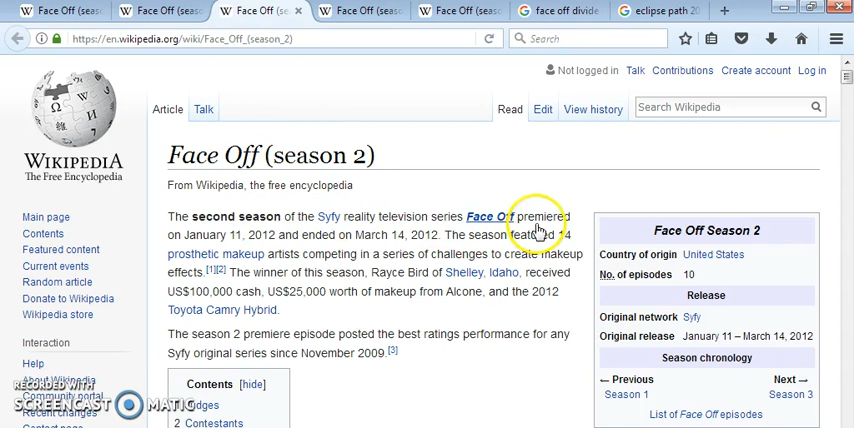 Face Off (seas
Face Off (seas
Face Off (sea
Face Off (seas
Face Off (seas
face off divide
eclipse path 20
https://en.wikipedia.org/wiki/Face_Off_(season_2)
Search
Not logged in Talk Contributions Create account Log in
WIKIPEDIA
The Free Encyclopedia
Article Talk Read Edit View history Search Wikipedia
Face Off (season 2)
From Wikipedia, the free encyclopedia
The second season of the Syfy reality television series Face Off premiered
on January 11, 2012 and ended on March 14, 2012. The season featured 14
prosthetic makeup artists competing in a series of challenges to create makeup
effects.[1][2] The winner of this season, Rayce Bird of Shelley, Idaho, received
US$100,000 cash, US$25,000 worth of makeup from Alcone, and the 2012
Toyota Camry Hybrid.
The season 2 premiere episode posted the best ratings performance for any
Syfy original series since November 2009.[3]
Contents [hide]
Judges
2 Contestants
Main page
Contents
Featured content
Current events
Random article
Donate to Wikipedia
Wikipedia store
Interaction
Help
About Wikipedia
Community portal
Recent changes
RECORDED WITH
SCREENCAST MATIC
Face Off Season 2
Country of origin United States
No. of episodes 10
Release
Original network Syfy
Original release January 11 – March 14, 2012
Season chronology
← Previous Next →
Season 1 Season 3
List of Face Off episodes